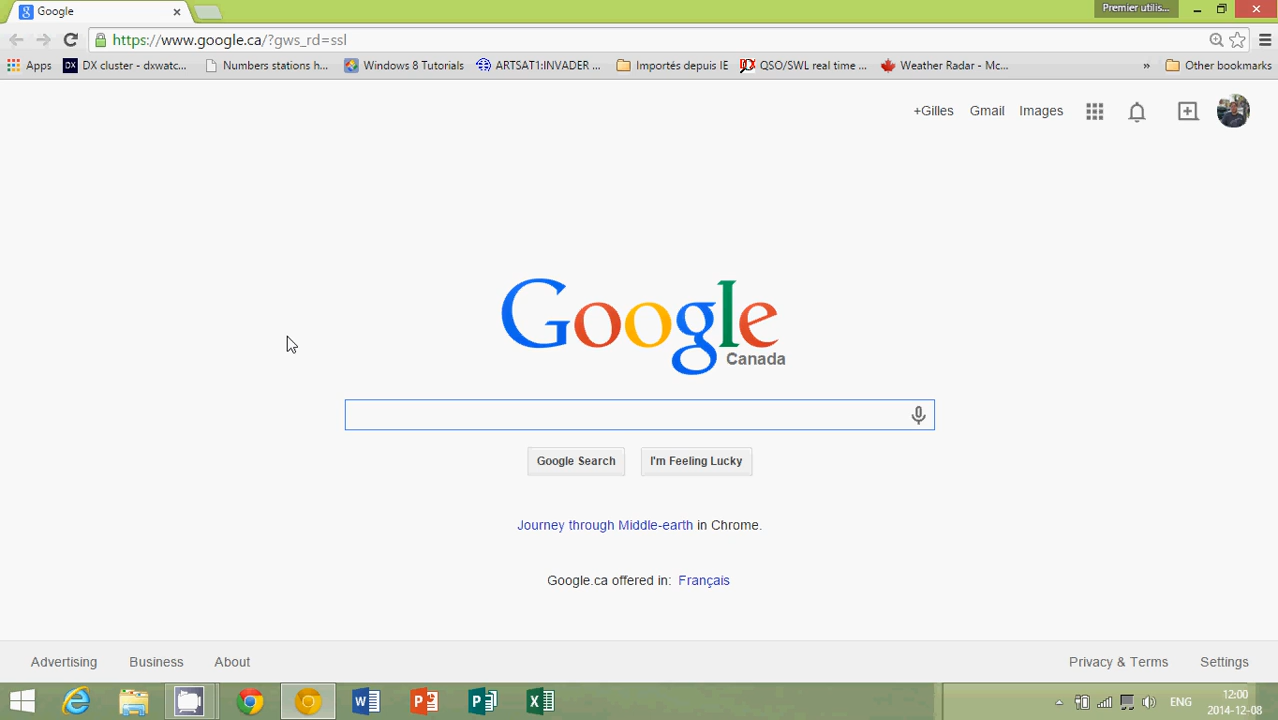 Google
Premier utilis...
https://www.google.ca/?gws_rd=ssl
Apps
DX cluster - dxwatc...
Numbers stations h...
Windows 8 Tutorials
ARTSAT1:INVADER ...
Importés depuis IE
QSO/SWL real time ...
Weather Radar - Mc...
»
Other bookmarks
+Gilles Gmail Images
Google
Canada
Google Search
I'm Feeling Lucky
Journey through Middle-earth in Chrome.
Google.ca offered in: Français
Advertising Business About
Privacy & Terms Settings
ENG
12:00
2014-12-08